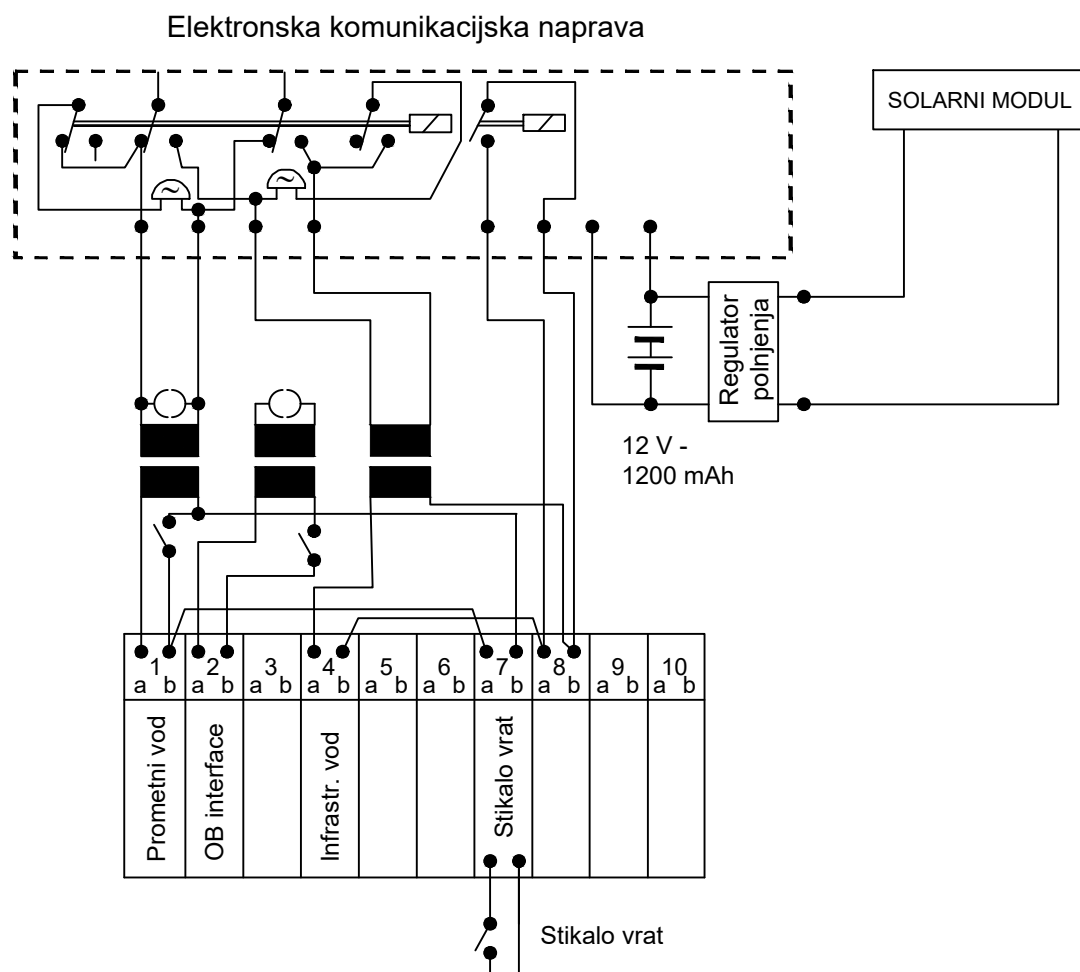 Elektronska komunikacijska naprava
SOLARNI MODUL
Regulator
polnjenja
12 V -
1200 mAh
1 2 3 4 5 6 7 8 9 10
a b a b a b a b a b a b a b a b a b a b
Prometni vod
OB interface
Infrastr. vod
Stikalo vrat
Stikalo vrat